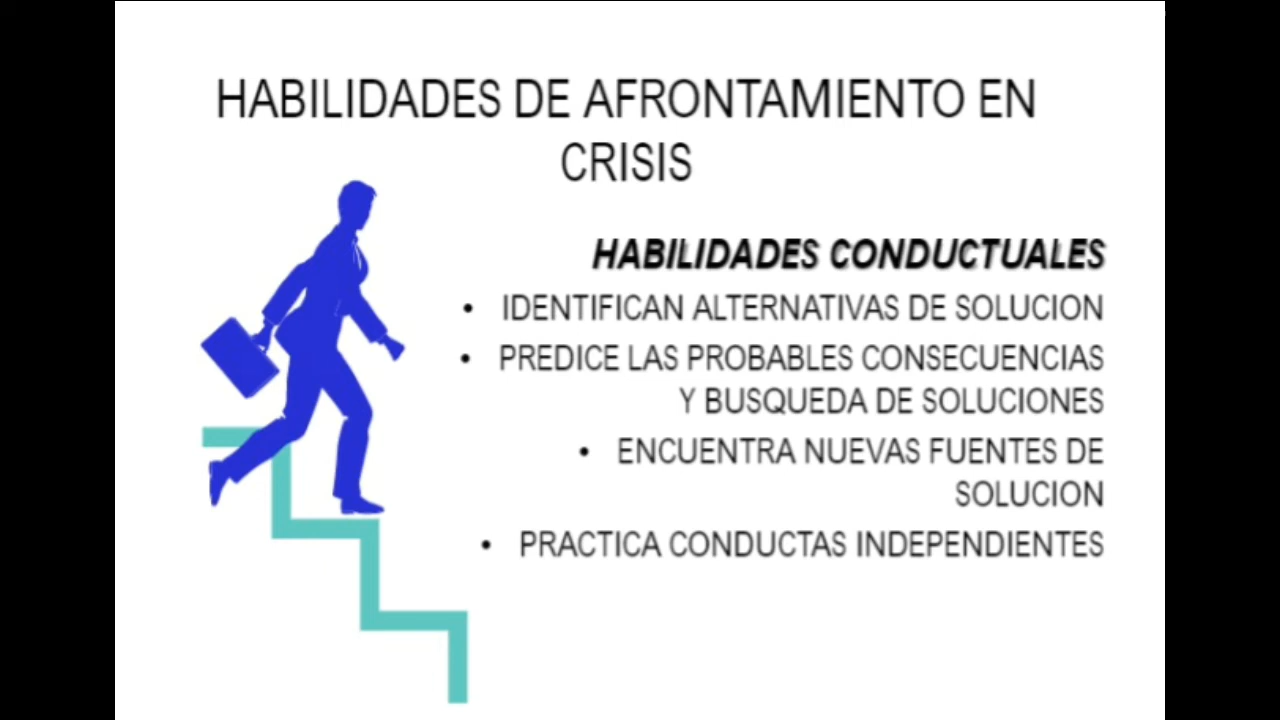 HABILIDADES DE AFRONTAMIENTO EN
CRISIS
HABILIDADES CONDUCTUALES
• IDENTIFICAN ALTERNATIVAS DE SOLUCION
• PREDICE LAS PROBABLES CONSECUENCIAS
Y BUSQUEDA DE SOLUCIONES
• ENCUENTRA NUEVAS FUENTES DE
SOLUCION
• PRACTICA CONDUCTAS INDEPENDIENTES